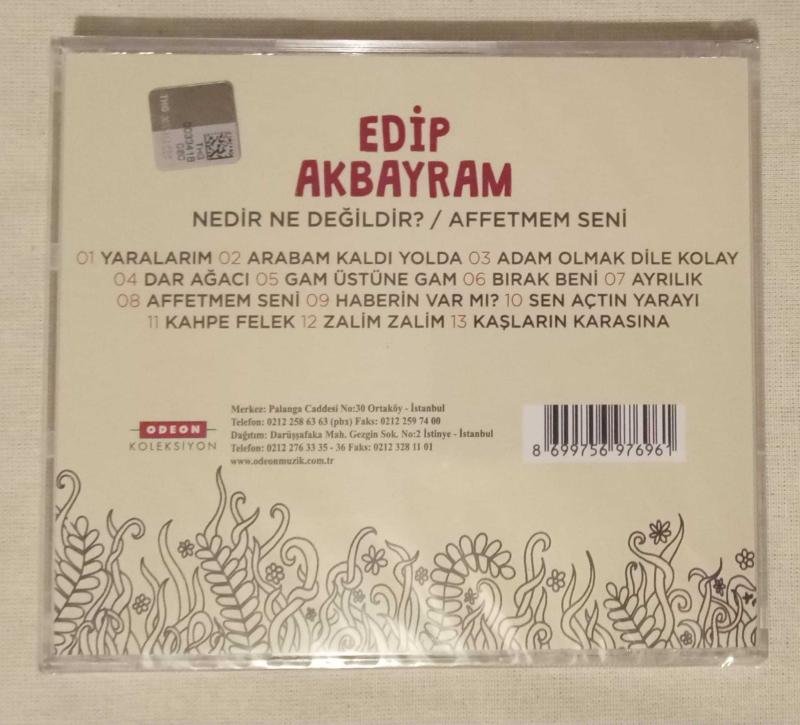 EDİP
AKBAYRAM
NEDİR NE DEĞİLDİR? / AFFETMEM SENİ
01 YARALARIM 02 ARABAM KALDI YOLDA 03 ADAM OLMAK DİLE KOLAY
04 DAR AĞACI 05 GAM ÜSTÜNE GAM 06 BIRAK BENİ 07 AYRILIK
08 AFFETMEM SENİ 09 HABERİN VAR MI? 10 SEN AÇTIN YARAYI
11 KAHPE FELEK 12 ZALİM ZALİM 13 KAŞLARIN KARASINA
ODEON
KOLEKSİYON
Merkez: Palanga Caddesi No:30 Ortaköy - İstanbul
Telefon: 0212 258 63 63 (pbx) Faks: 0212 259 74 00
Dağıtım: Darüşşafaka Mah. Gezgin Sok. No:2 İstinye - İstanbul
Telefon: 0212 276 33 35 - 36 Faks: 0212 328 11 01
www.odeonmuzik.com.tr
8 699756 976961